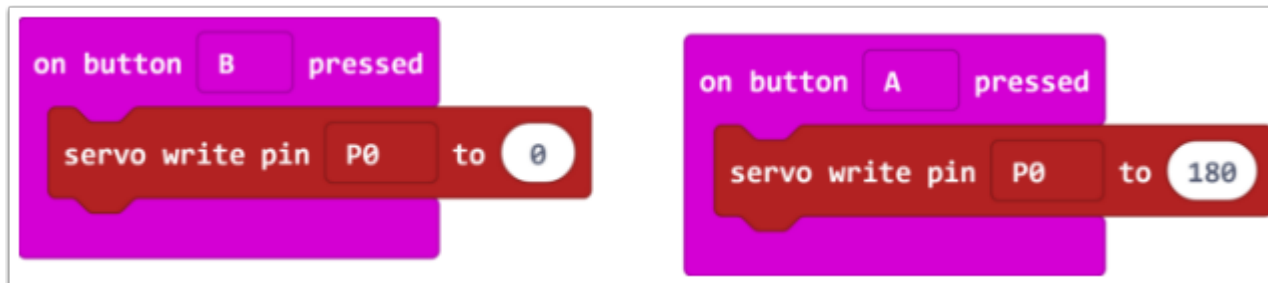 on button B pressed
servo write pin P0 to 0
on button A pressed
servo write pin P0 to 180